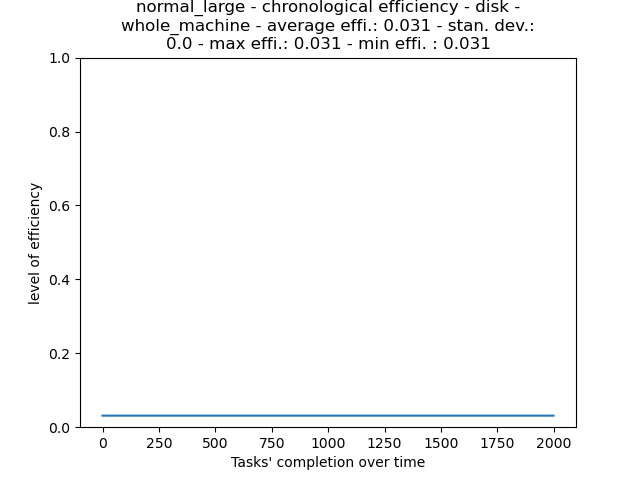 normal_large - chronological efficiency - disk -
whole_machine - average effi.: 0.031 - stan. dev.:
0.0 - max effi.: 0.031 - min effi. : 0.031
1.0
0.8
0.6
0.4
0.2
0.0
level of efficiency
0 250 500 750 1000 1250 1500 1750 2000
Tasks' completion over time